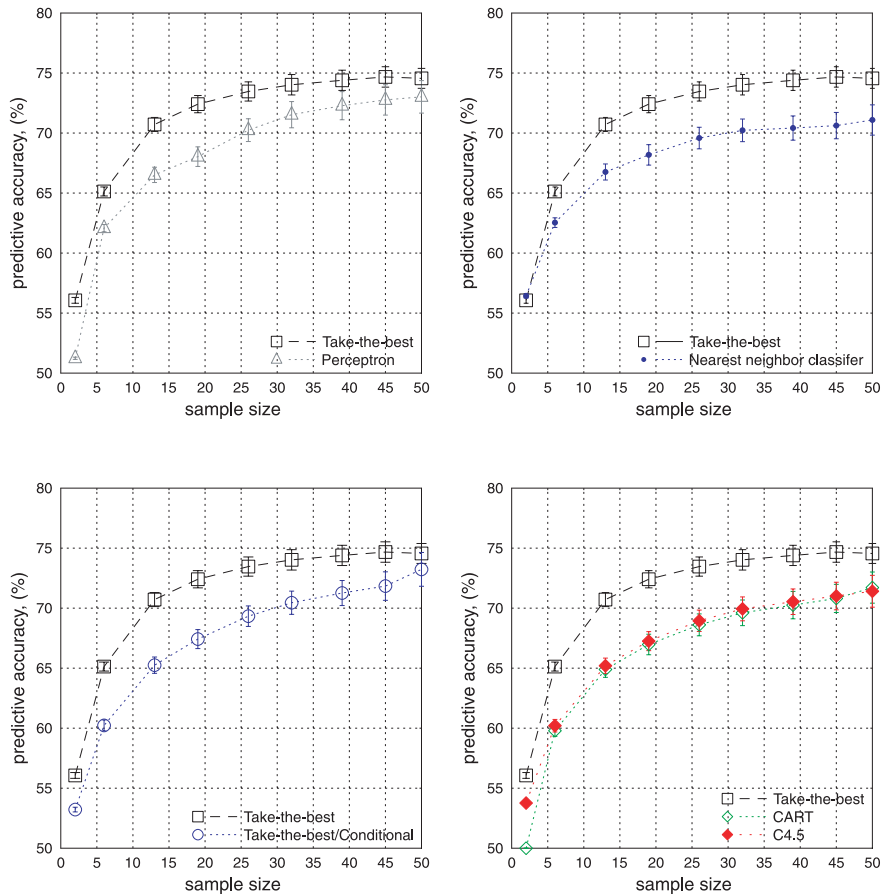 80
75
70
65
60
55
50
predictive accuracy, (%)
Take-the-best
Perceptron
0 5 10 15 20 25 30 35 40 45 50
sample size
80
75
70
65
60
55
50
predictive accuracy, (%)
Take-the-best
Nearest neighbor classifer
0 5 10 15 20 25 30 35 40 45 50
sample size
80
75
70
65
60
55
50
predictive accuracy, (%)
Take-the-best
Take-the-best/Conditional
0 5 10 15 20 25 30 35 40 45 50
sample size
80
75
70
65
60
55
50
predictive accuracy, (%)
Take-the-best
CART
C4.5
0 5 10 15 20 25 30 35 40 45 50
sample size